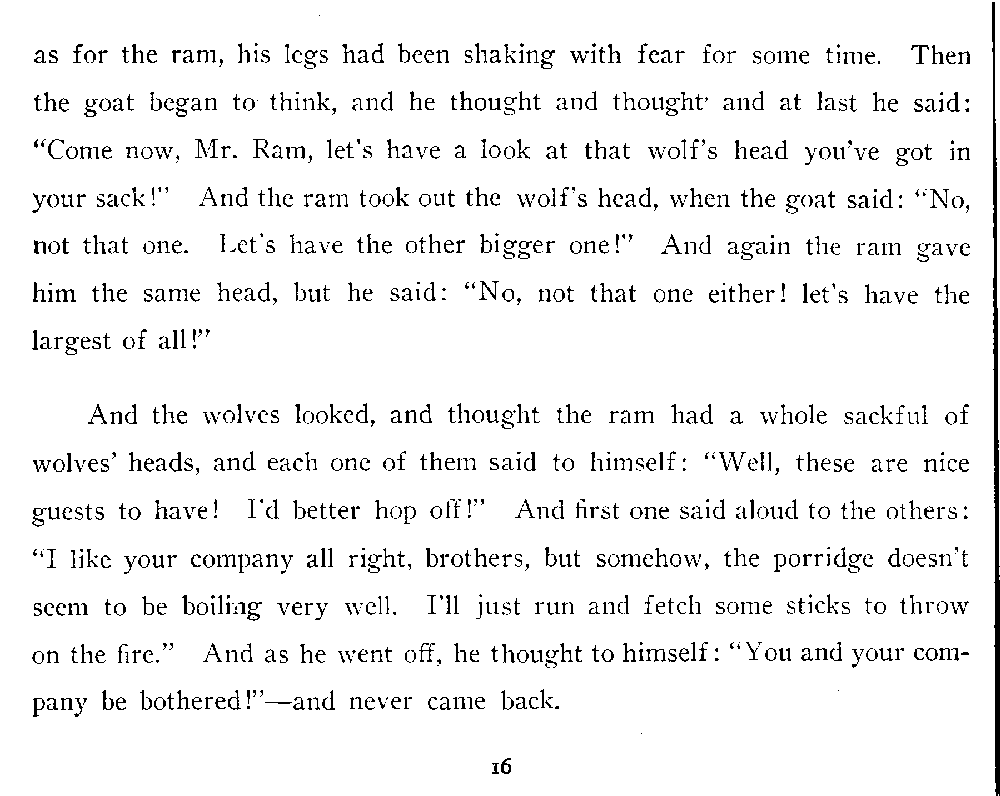 as for the ram, his legs had been shaking with fear for some time. Then
the goat began to think, and he thought and thought' and at last he said:
“Come now, Mr. Ram, let's have a look at that wolf's head you've got in
your sack!” And the ram took out the wolf's head, when the goat said: “No,
not that one. Let's have the other bigger one!” And again the ram gave
him the same head, but he said: “No, not that one either! let's have the
largest of all!”
And the wolves looked, and thought the ram had a whole sackful of
wolves' heads, and each one of them said to himself: “Well, these are nice
guests to have! I'd better hop off!” And first one said aloud to the others:
“I like your company all right, brothers, but somehow, the porridge doesn't
seem to be boiling very well. I'll just run and fetch some sticks to throw
on the fire.” And as he went off, he thought to himself: “You and your com-
pany be bothered!”—and never came back.
16